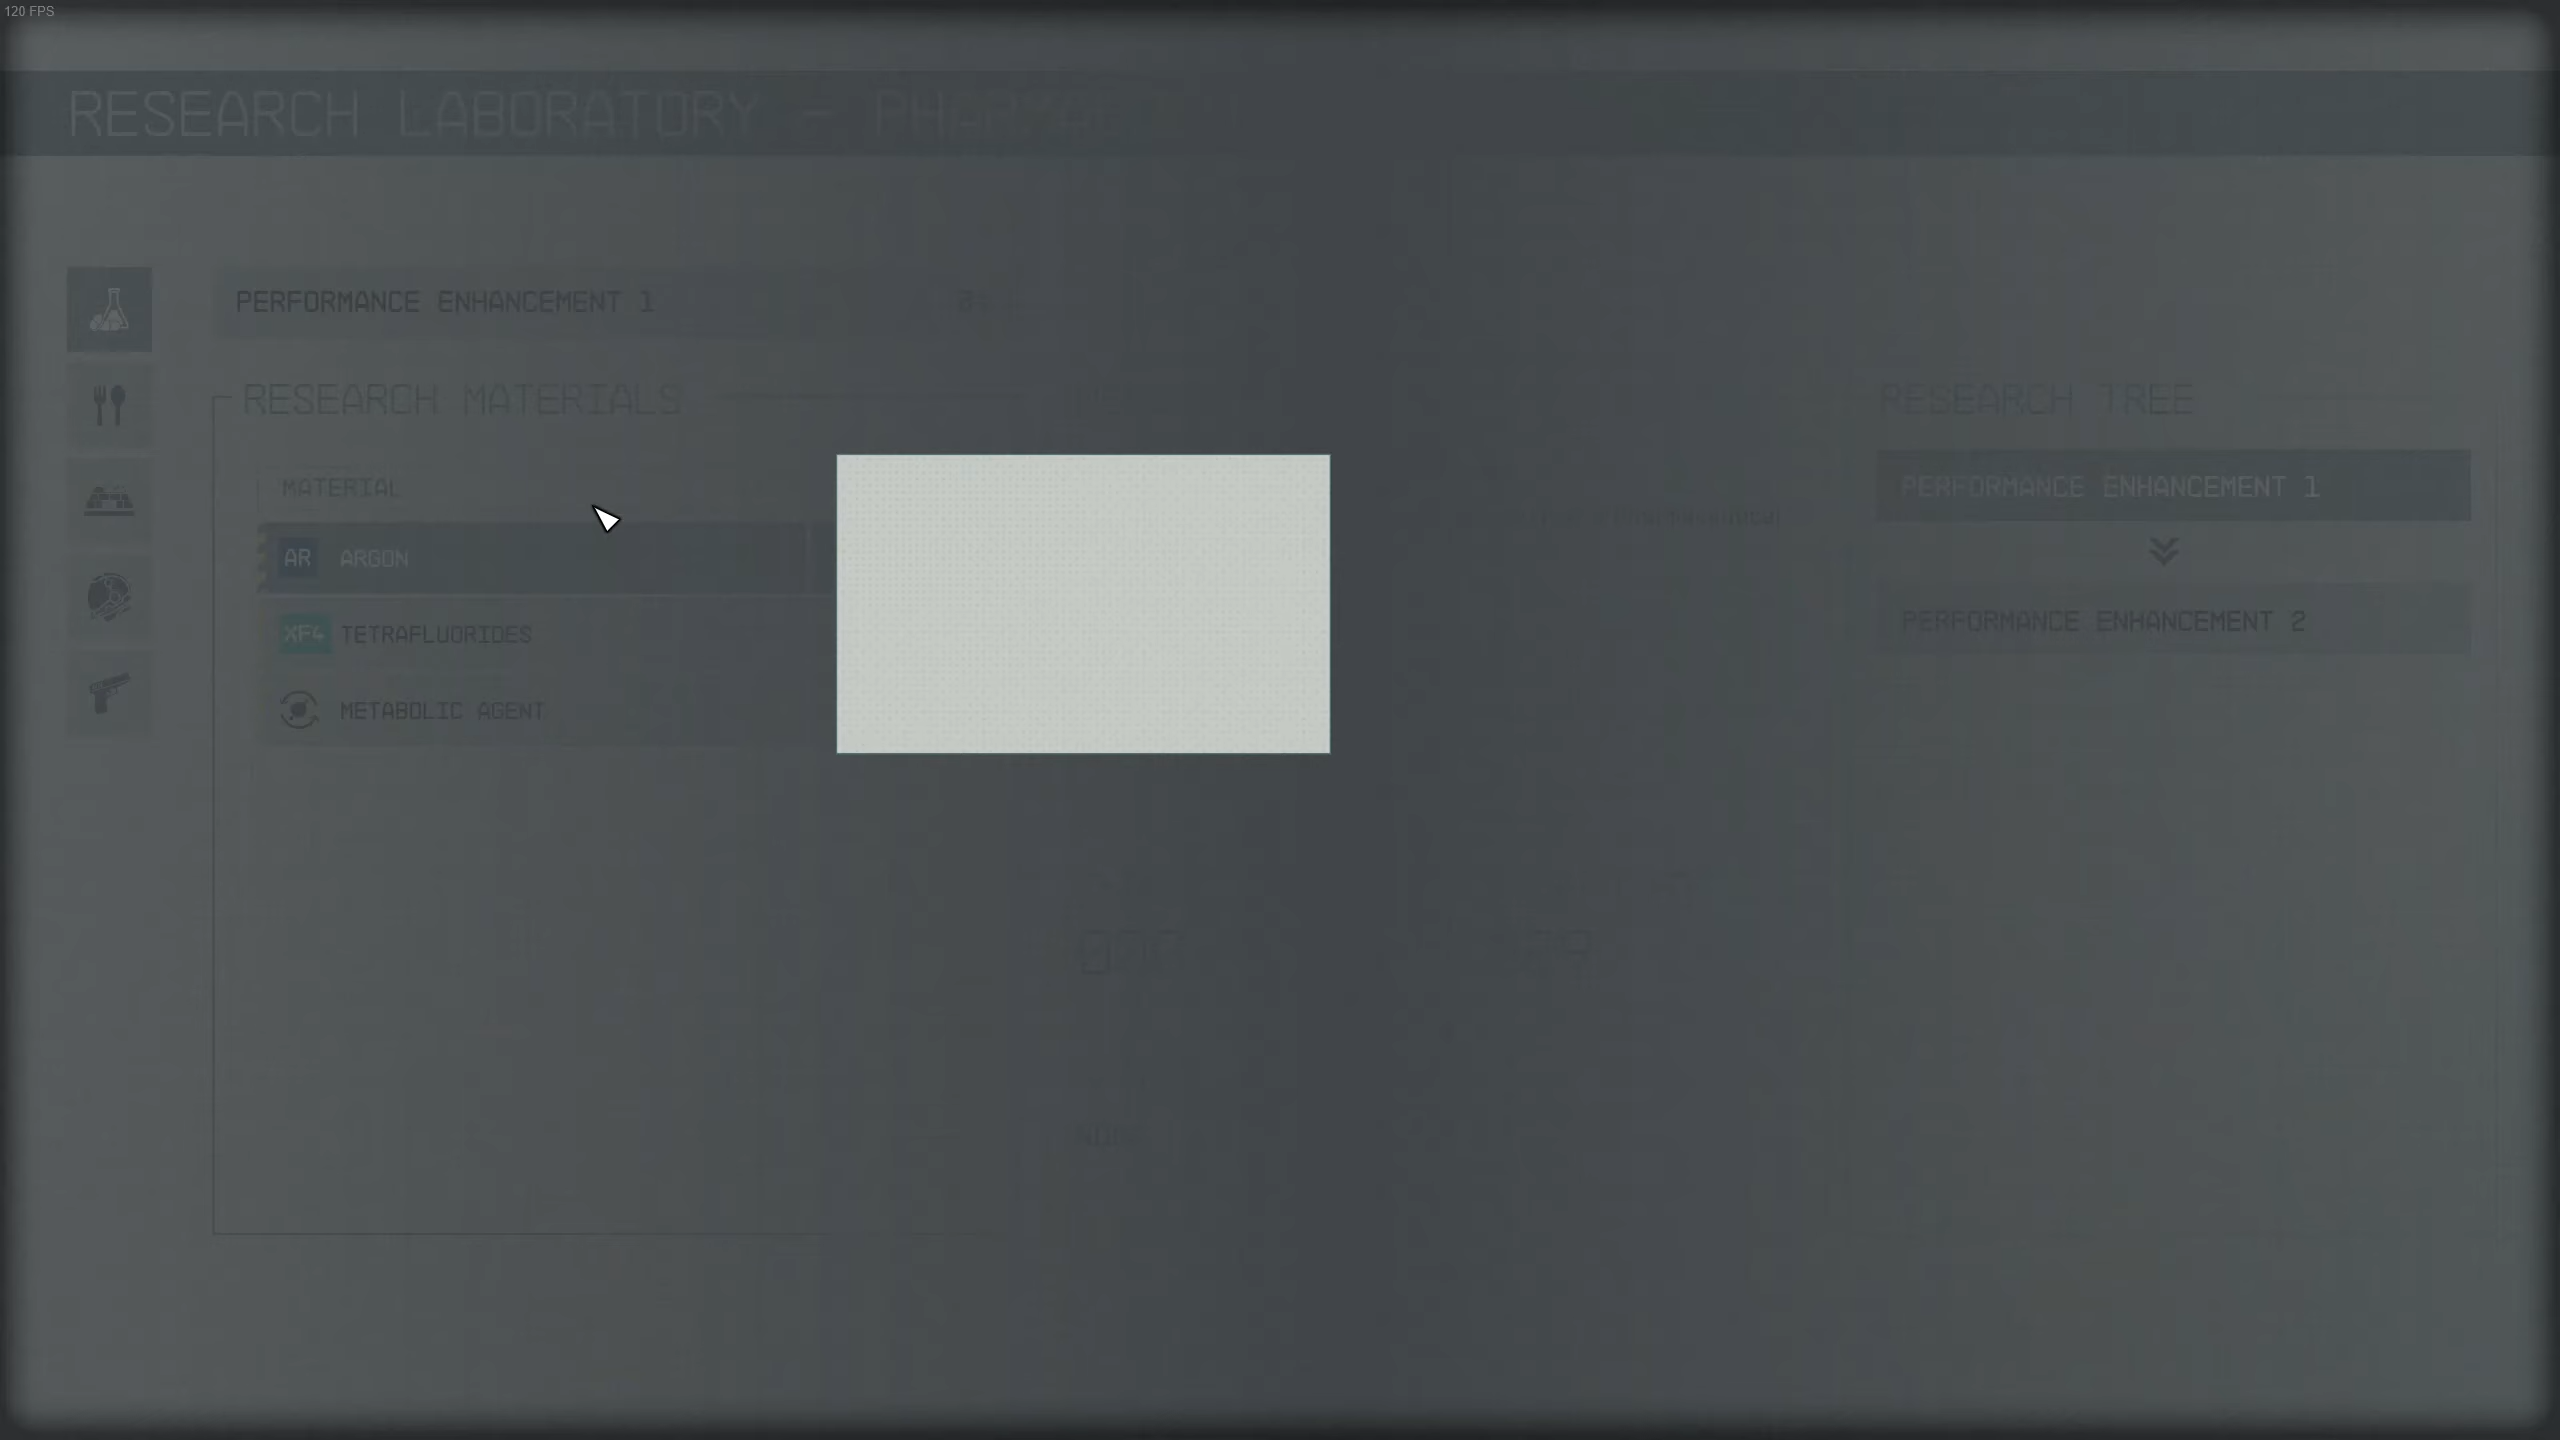 120 FPS
RESEARCH LABORATORY -
PERFORMANCE ENHANCEMENT 1
RESEARCH MATERIALS
RESEARCH TREE
MATERIAL
PERFORMANCE ENHANCEMENT 1
AR ARGON
PERFORMANCE ENHANCEMENT 2
XF4 TETRAFLUORIDES
METABOLIC AGENT